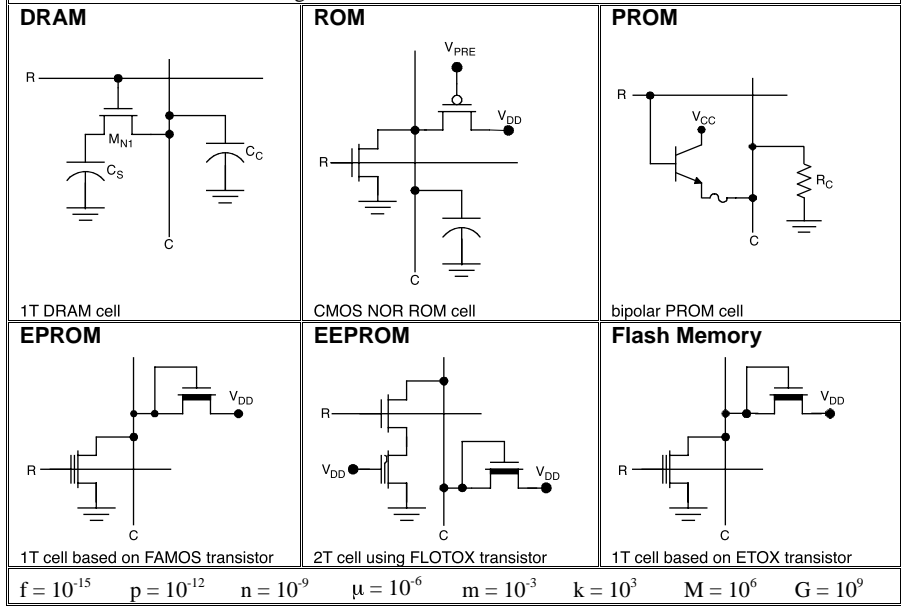 DRAM
R
M_N1
C_S
C_C
C
1T DRAM cell
ROM
V_PRE
V_DD
R
C
CMOS NOR ROM cell
PROM
R
V_CC
R_C
C
bipolar PROM cell
EPROM
V_DD
R
C
1T cell based on FAMOS transistor
EEPROM
R
V_DD
V_DD
C
2T cell using FLOTOX transistor
Flash Memory
V_DD
R
C
1T cell based on ETOX transistor
f = 10^-15 p = 10^-12 n = 10^-9 μ = 10^-6 m = 10^-3 k = 10^3 M = 10^6 G = 10^9